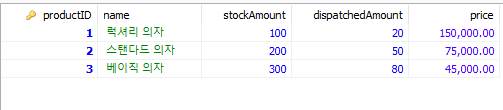 productID name stockAmount dispatchedAmount price
1 럭셔리 의자 100 20 150,000.00
2 스탠다드 의자 200 50 75,000.00
3 베이직 의자 300 80 45,000.00